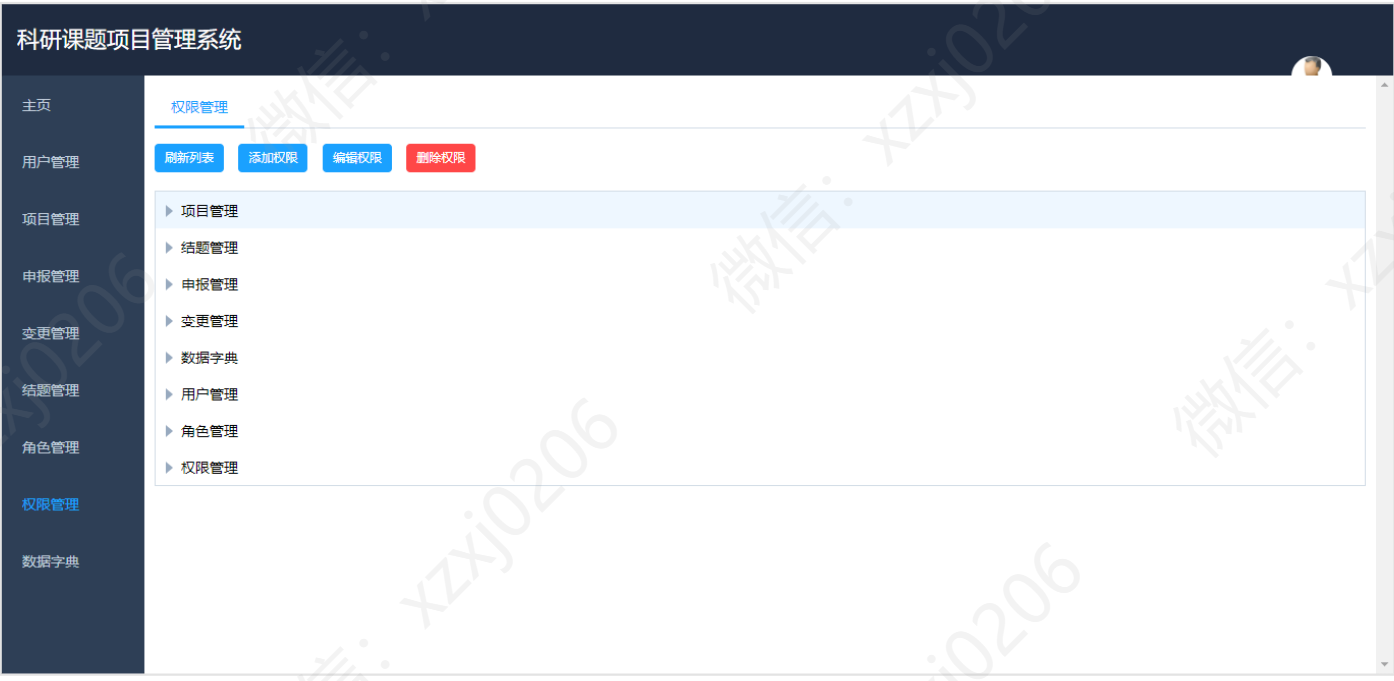 科研课题项目管理系统
主页
用户管理
项目管理
申报管理
变更管理
结题管理
角色管理
权限管理
数据字典
权限管理
刷新列表 添加权限 编辑权限 删除权限
项目管理
结题管理
申报管理
变更管理
数据字典
用户管理
角色管理
权限管理
微信：xzxj0206